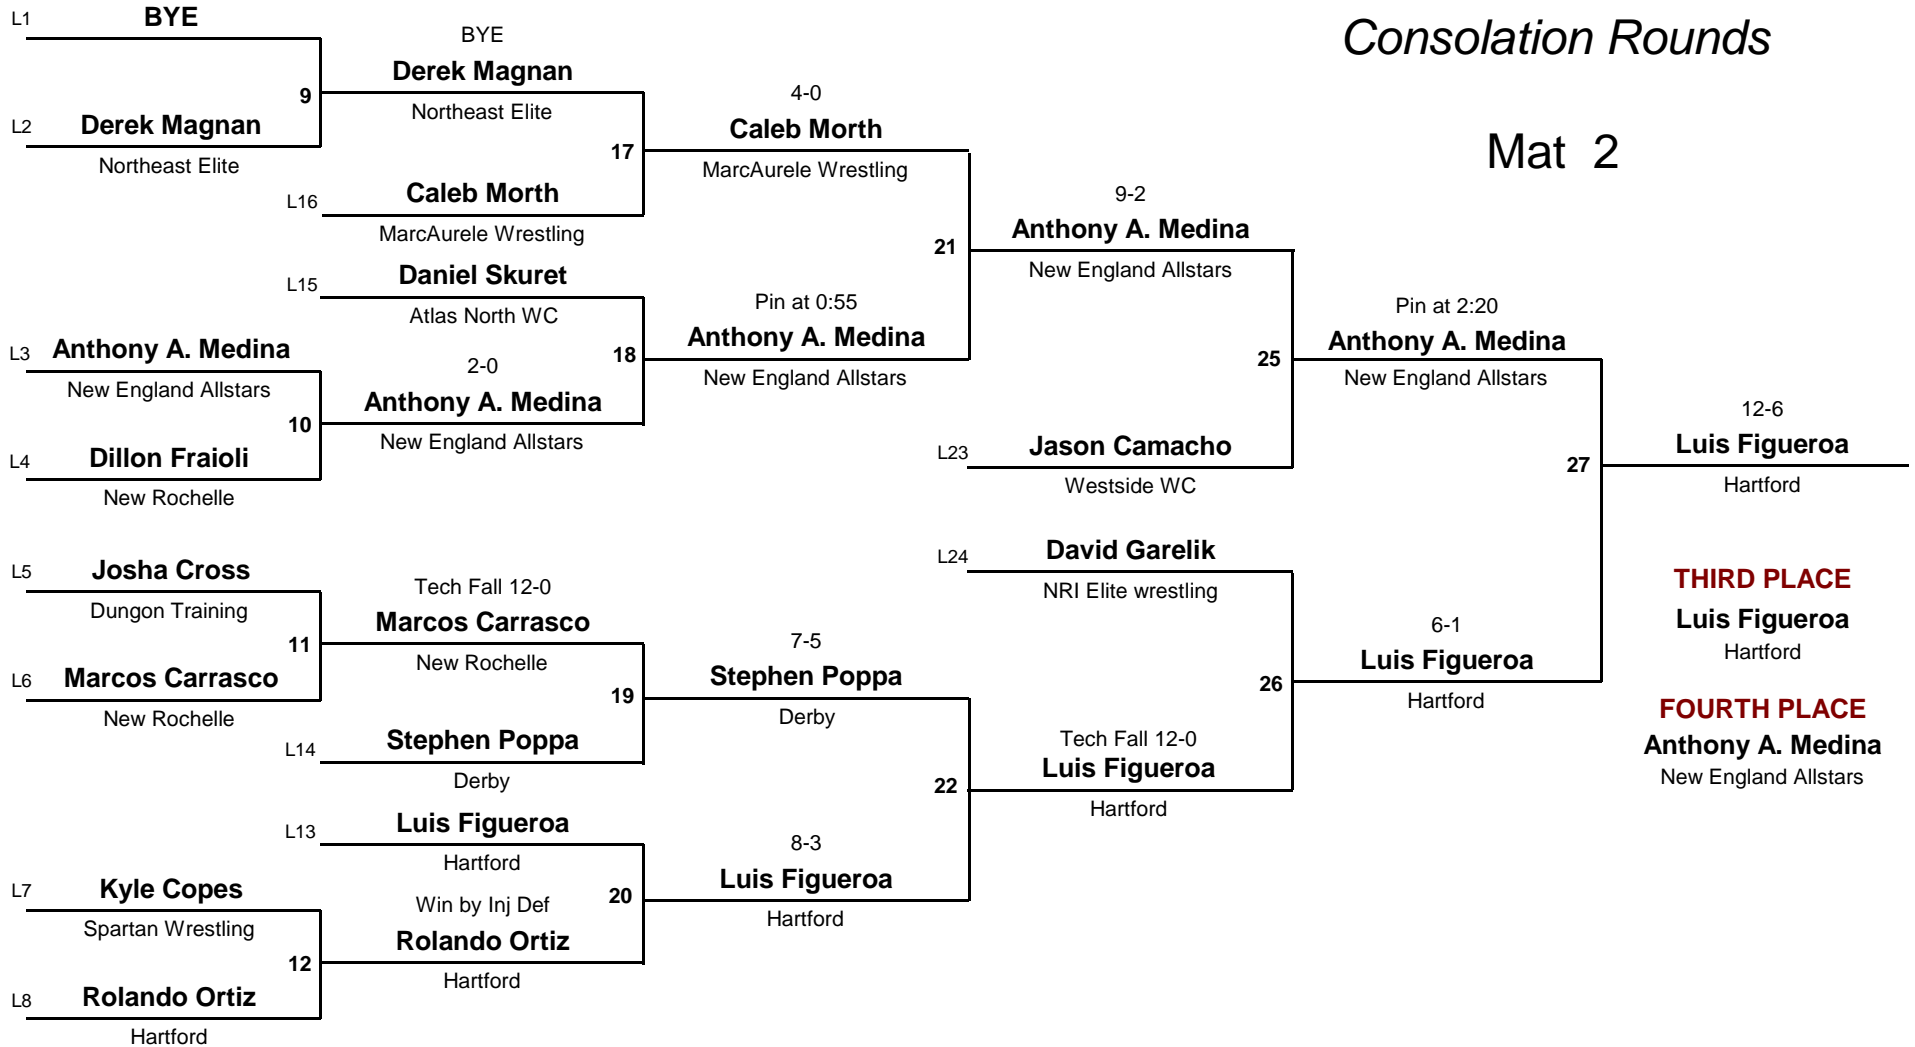 Consolation Rounds
Mat 2
L1
BYE
9
L2
Derek Magnan
Northeast Elite
L3
Anthony A. Medina
New England Allstars
10
L4
Dillon Fraioli
New Rochelle
L5
Josha Cross
Dungon Training
11
L6
Marcos Carrasco
New Rochelle
L7
Kyle Copes
Spartan Wrestling
12
L8
Rolando Ortiz
Hartford
BYE
Derek Magnan
Northeast Elite
17
L16
Caleb Morth
MarcAurele Wrestling
L15
Daniel Skuret
Atlas North WC
18
2-0
Anthony A. Medina
New England Allstars
Tech Fall 12-0
Marcos Carrasco
New Rochelle
19
L14
Stephen Poppa
Derby
L13
Luis Figueroa
Hartford
20
Win by Inj Def
Rolando Ortiz
Hartford
4-0
Caleb Morth
MarcAurele Wrestling
21
Pin at 0:55
Anthony A. Medina
New England Allstars
7-5
Stephen Poppa
Derby
22
8-3
Luis Figueroa
Hartford
9-2
Anthony A. Medina
New England Allstars
25
L23
Jason Camacho
Westside WC
L24
David Garelik
NRI Elite wrestling
26
Tech Fall 12-0
Luis Figueroa
Hartford
Pin at 2:20
Anthony A. Medina
New England Allstars
27
6-1
Luis Figueroa
Hartford
12-6
Luis Figueroa
Hartford
THIRD PLACE
Luis Figueroa
Hartford
FOURTH PLACE
Anthony A. Medina
New England Allstars